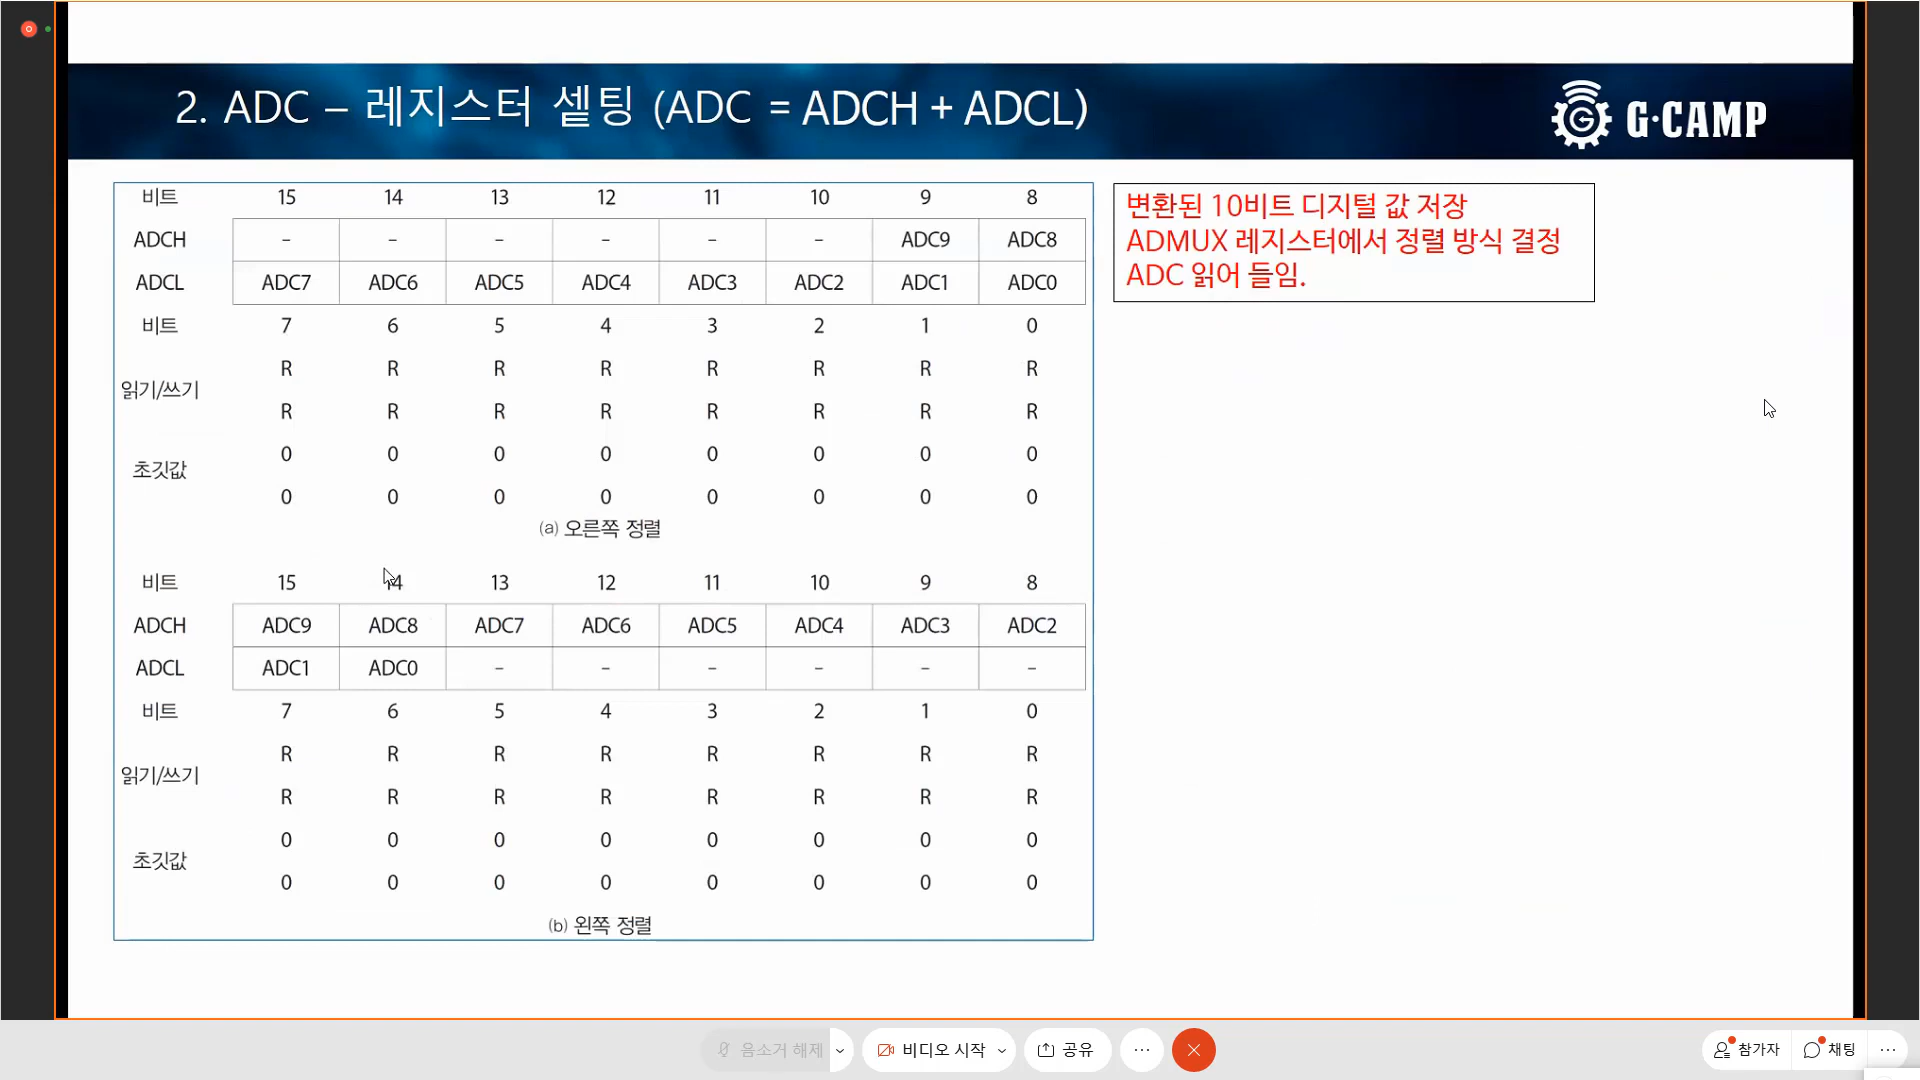 2. ADC – 레지스터 셑팅 (ADC = ADCH + ADCL)
G·CAMP
비트 15 14 13 12 11 10 9 8
ADCH – – – – – – ADC9 ADC8
ADCL ADC7 ADC6 ADC5 ADC4 ADC3 ADC2 ADC1 ADC0
비트 7 6 5 4 3 2 1 0
읽기/쓰기 R R R R R R R R
R R R R R R R R
초깃값 0 0 0 0 0 0 0 0
0 0 0 0 0 0 0 0
(a) 오른쪽 정렬
비트 15 14 13 12 11 10 9 8
ADCH ADC9 ADC8 ADC7 ADC6 ADC5 ADC4 ADC3 ADC2
ADCL ADC1 ADC0 – – – – – –
비트 7 6 5 4 3 2 1 0
읽기/쓰기 R R R R R R R R
R R R R R R R R
초깃값 0 0 0 0 0 0 0 0
0 0 0 0 0 0 0 0
(b) 왼쪽 정렬
변환된 10비트 디지털 값 저장
ADMUX 레지스터에서 정렬 방식 결정
ADC 읽어 들임.
음소거 해제 비디오 시작 공유 참가자 채팅